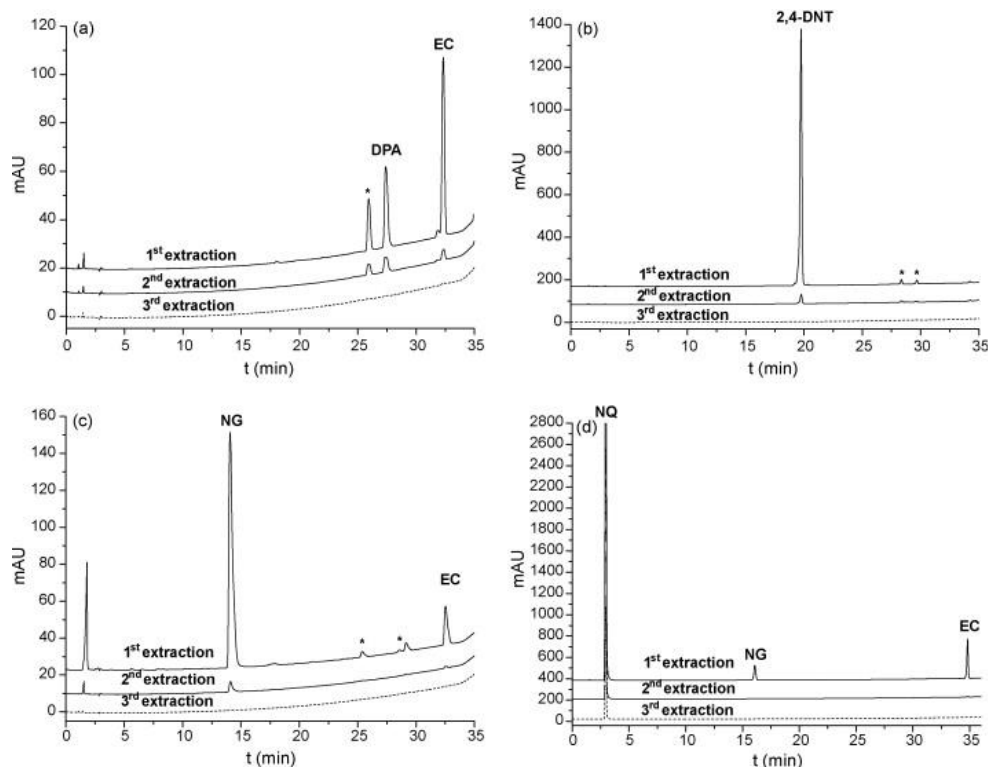 (a)
EC
DPA
*
1st extraction
2nd extraction
3rd extraction
mAU
120
100
80
60
40
20
0
0 5 10 15 20 25 30 35
t (min)
(b)
2,4-DNT
* *
1st extraction
2nd extraction
3rd extraction
mAU
1400
1200
1000
800
600
400
200
0
0 5 10 15 20 25 30 35
t (min)
(c)
NG
EC
* *
1st extraction
2nd extraction
3rd extraction
mAU
160
140
120
100
80
60
40
20
0
0 5 10 15 20 25 30 35
t (min)
(d)
NQ
NG
EC
1st extraction
2nd extraction
3rd extraction
mAU
2800
2600
2400
2200
2000
1800
1600
1400
1200
1000
800
600
400
200
0
0 5 10 15 20 25 30 35
t (min)